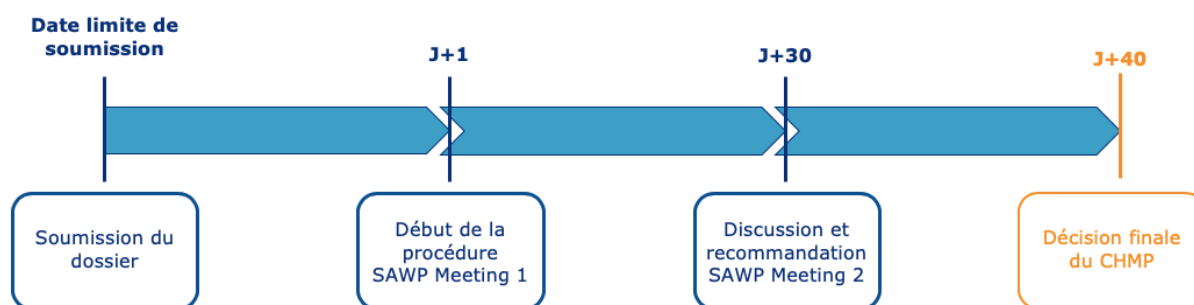 Date limite de
soumission
J+1
J+30
J+40
Soumission du
dossier
Début de la
procédure
SAWP Meeting 1
Discussion et
recommandation
SAWP Meeting 2
Décision finale
du CHMP